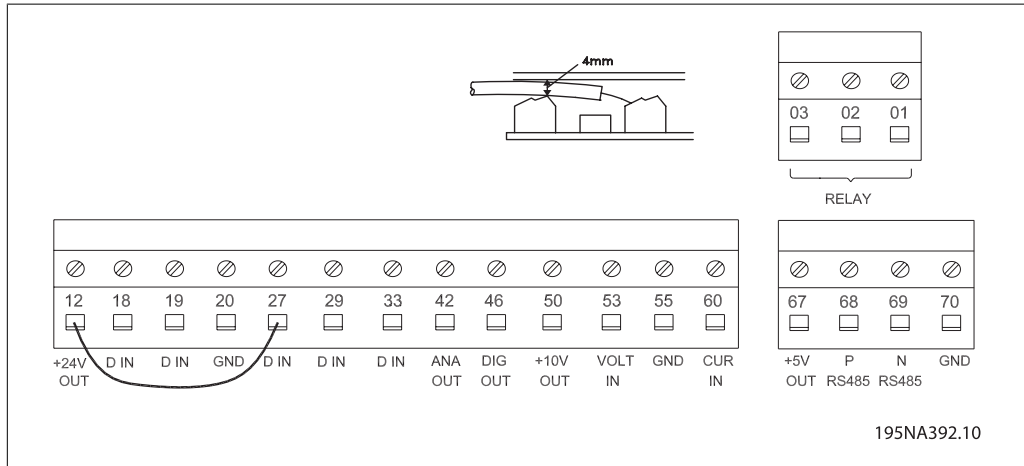 4mm
03 02 01
RELAY
12 18 19 20 27 29 33 42 46 50 53 55 60
+24V D IN D IN GND D IN D IN D IN ANA DIG +10V VOLT GND CUR
OUT OUT OUT OUT IN IN
67 68 69 70
+5V P N GND
OUT RS485 RS485
195NA392.10